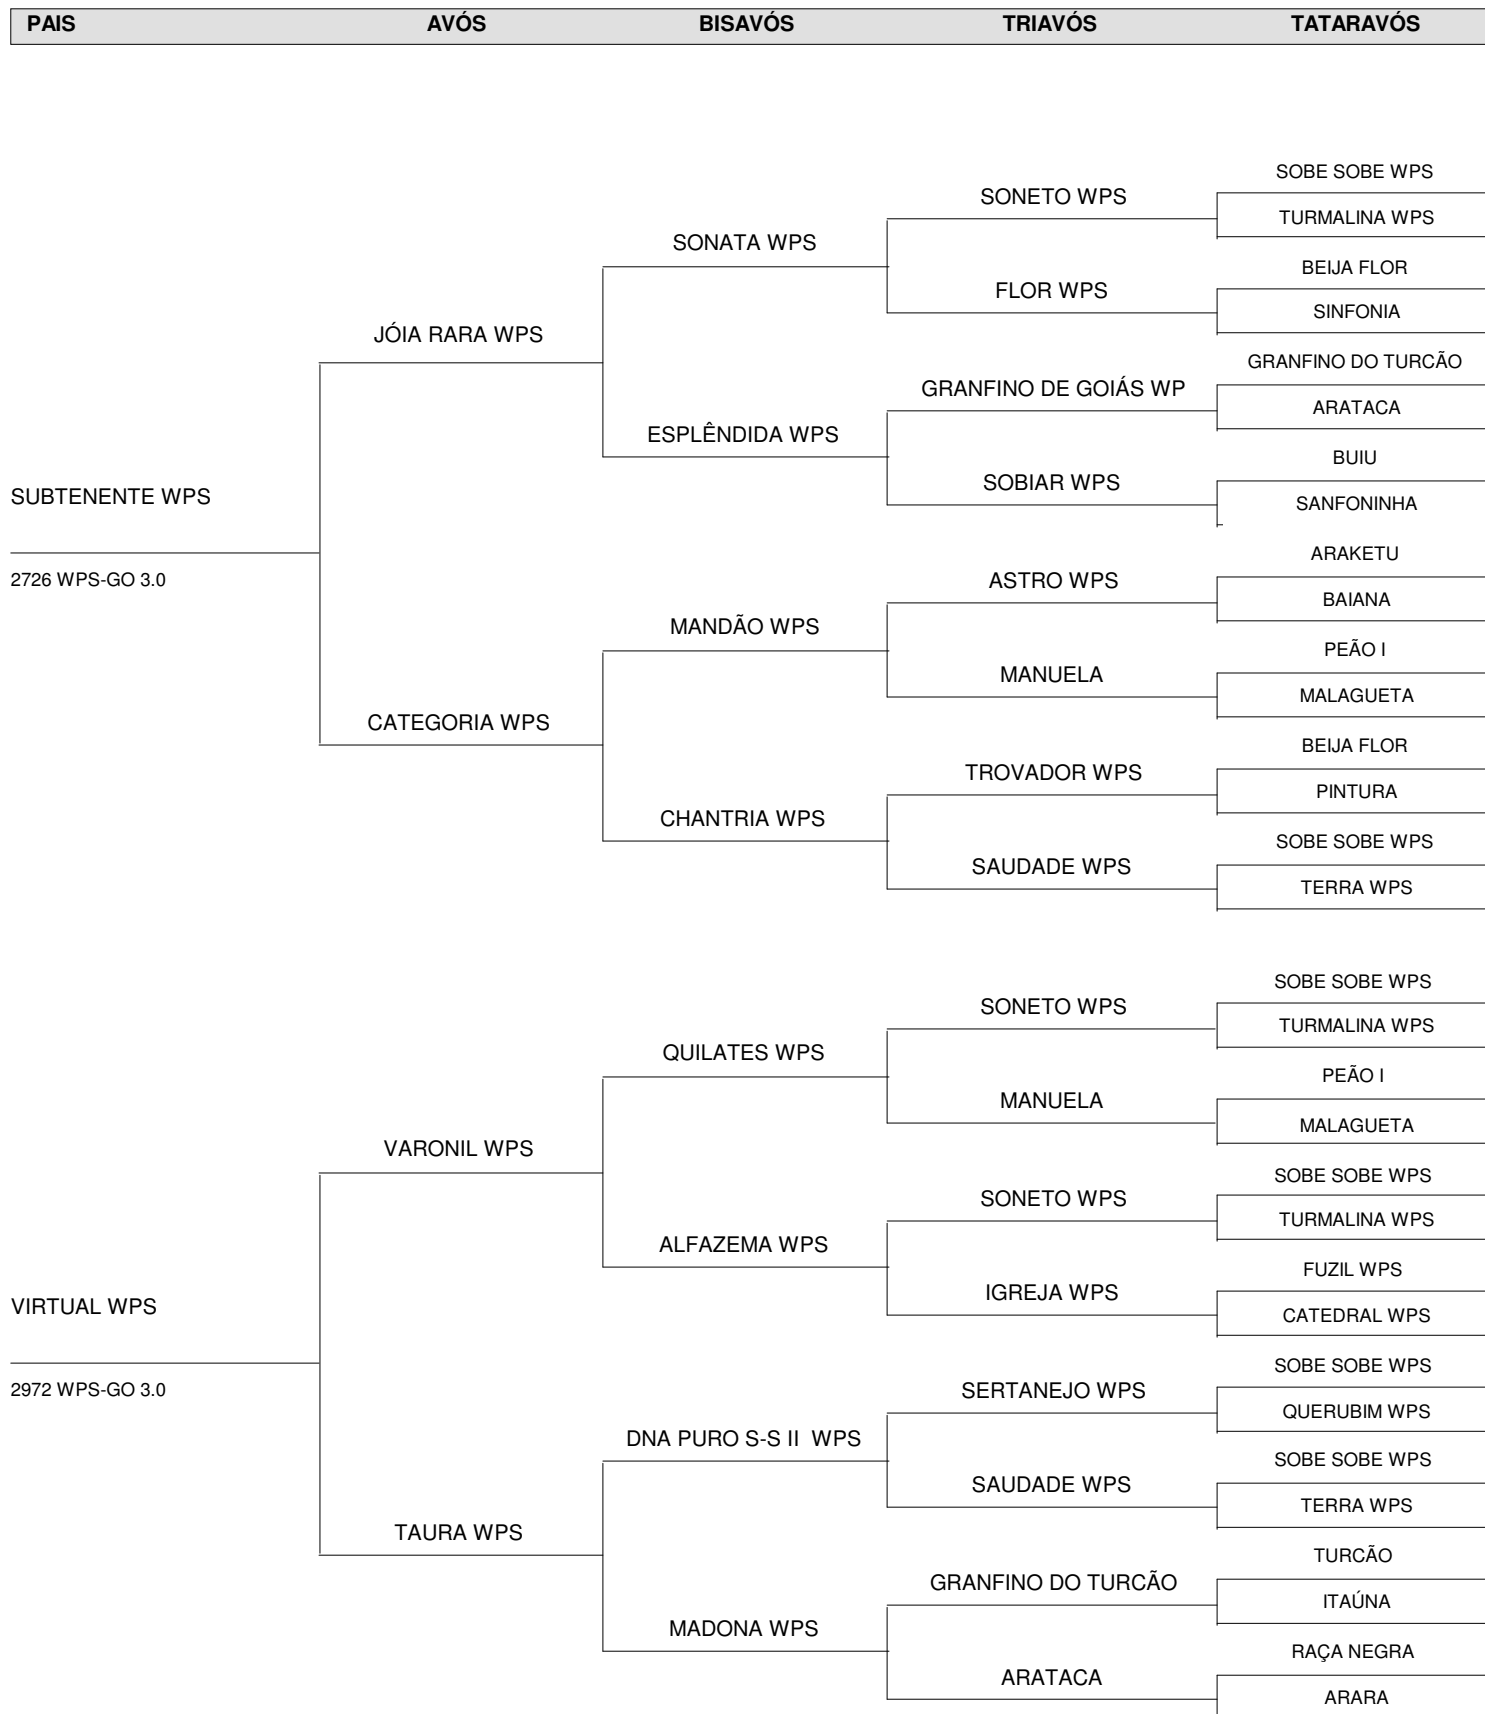 PAIS AVÓS BISAVÓS TRIAVÓS TATARAVÓS
SOBE SOBE WPS
SONETO WPS
TURMALINA WPS
SONATA WPS
BEIJA FLOR
FLOR WPS
SINFONIA
JÓIA RARA WPS
GRANFINO DO TURCÃO
GRANFINO DE GOIÁS WP
ARATACA
ESPLÊNDIDA WPS
BUIU
SOBIAR WPS
SANFONINHA
SUBTENENTE WPS
2726 WPS-GO 3.0
ARAKETU
ASTRO WPS
BAIANA
MANDÃO WPS
PEÃO I
MANUELA
MALAGUETA
CATEGORIA WPS
BEIJA FLOR
TROVADOR WPS
PINTURA
CHANTRIA WPS
SOBE SOBE WPS
SAUDADE WPS
TERRA WPS
SOBE SOBE WPS
SONETO WPS
TURMALINA WPS
QUILATES WPS
PEÃO I
MANUELA
MALAGUETA
VARONIL WPS
SOBE SOBE WPS
SONETO WPS
TURMALINA WPS
ALFAZEMA WPS
FUZIL WPS
IGREJA WPS
CATEDRAL WPS
VIRTUAL WPS
2972 WPS-GO 3.0
SOBE SOBE WPS
SERTANEJO WPS
QUERUBIM WPS
DNA PURO S-S II WPS
SOBE SOBE WPS
SAUDADE WPS
TERRA WPS
TAURA WPS
TURCÃO
GRANFINO DO TURCÃO
ITAÚNA
MADONA WPS
RAÇA NEGRA
ARATACA
ARARA